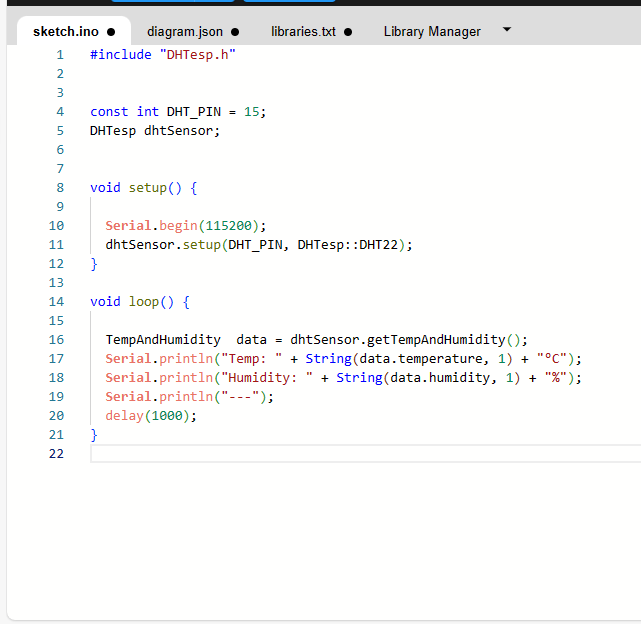 sketch.ino ● diagram.json ● libraries.txt ● Library Manager
1 #include "DHTesp.h"
2
3
4 const int DHT_PIN = 15;
5 DHTesp dhtSensor;
6
7
8 void setup() {
9
10   Serial.begin(115200);
11   dhtSensor.setup(DHT_PIN, DHTesp::DHT22);
12 }
13
14 void loop() {
15
16   TempAndHumidity  data = dhtSensor.getTempAndHumidity();
17   Serial.println("Temp: " + String(data.temperature, 1) + "°C");
18   Serial.println("Humidity: " + String(data.humidity, 1) + "%");
19   Serial.println("---");
20   delay(1000);
21 }
22